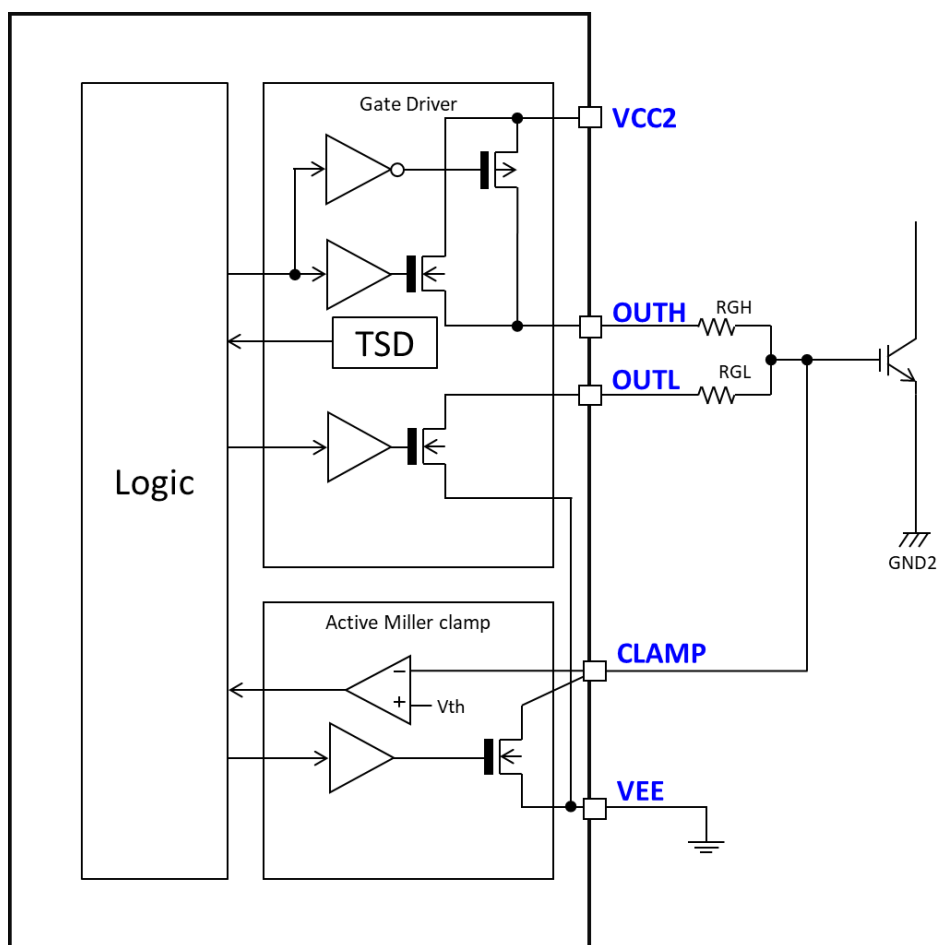 Gate Driver
VCC2
RGH
OUTH
TSD
OUTL
RGL
Logic
GND2
Active Miller clamp
CLAMP
−
+
Vth
VEE